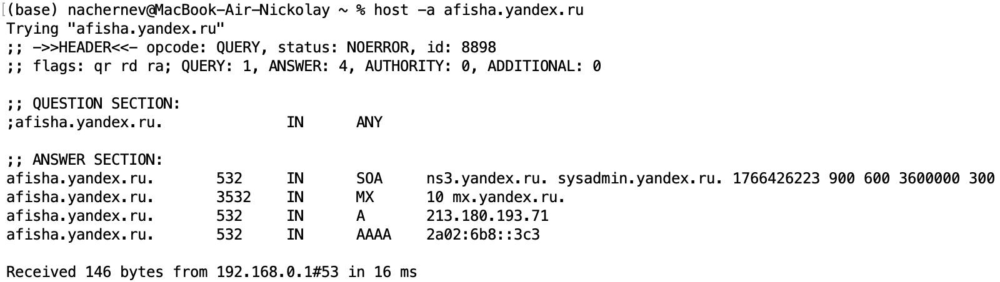 (base) nachernev@MacBook-Air-Nickolay ~ % host -a afisha.yandex.ru
Trying "afisha.yandex.ru"
;; ->>HEADER<<- opcode: QUERY, status: NOERROR, id: 8898
;; flags: qr rd ra; QUERY: 1, ANSWER: 4, AUTHORITY: 0, ADDITIONAL: 0

;; QUESTION SECTION:
;afisha.yandex.ru.              IN      ANY

;; ANSWER SECTION:
afisha.yandex.ru.       532     IN      SOA     ns3.yandex.ru. sysadmin.yandex.ru. 1766426223 900 600 3600000 300
afisha.yandex.ru.       3532    IN      MX      10 mx.yandex.ru.
afisha.yandex.ru.       532     IN      A       213.180.193.71
afisha.yandex.ru.       532     IN      AAAA    2a02:6b8::3c3

Received 146 bytes from 192.168.0.1#53 in 16 ms